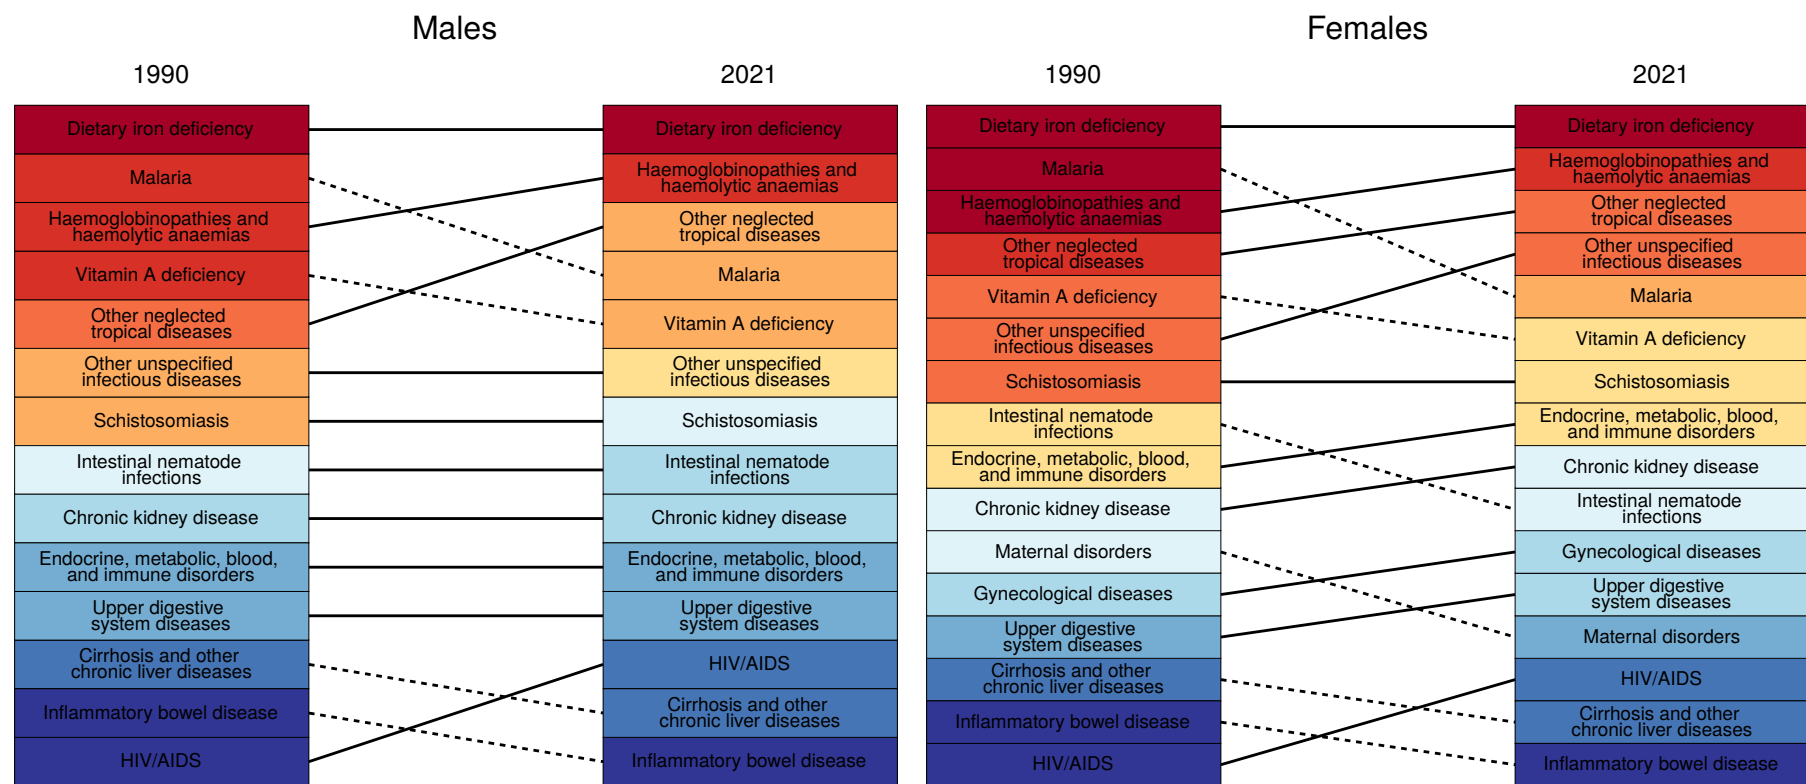 Males
1990
2021
Dietary iron deficiency
Malaria
Haemoglobinopathies and
haemolytic anaemias
Vitamin A deficiency
Other neglected
tropical diseases
Other unspecified
infectious diseases
Schistosomiasis
Intestinal nematode
infections
Chronic kidney disease
Endocrine, metabolic, blood,
and immune disorders
Upper digestive
system diseases
Cirrhosis and other
chronic liver diseases
Inflammatory bowel disease
HIV/AIDS
Dietary iron deficiency
Haemoglobinopathies and
haemolytic anaemias
Other neglected
tropical diseases
Malaria
Vitamin A deficiency
Other unspecified
infectious diseases
Schistosomiasis
Intestinal nematode
infections
Chronic kidney disease
Endocrine, metabolic, blood,
and immune disorders
Upper digestive
system diseases
HIV/AIDS
Cirrhosis and other
chronic liver diseases
Inflammatory bowel disease
Females
1990
2021
Dietary iron deficiency
Malaria
Haemoglobinopathies and
haemolytic anaemias
Other neglected
tropical diseases
Vitamin A deficiency
Other unspecified
infectious diseases
Schistosomiasis
Intestinal nematode
infections
Endocrine, metabolic, blood,
and immune disorders
Chronic kidney disease
Maternal disorders
Gynecological diseases
Upper digestive
system diseases
Cirrhosis and other
chronic liver diseases
Inflammatory bowel disease
HIV/AIDS
Dietary iron deficiency
Haemoglobinopathies and
haemolytic anaemias
Other neglected
tropical diseases
Other unspecified
infectious diseases
Malaria
Vitamin A deficiency
Schistosomiasis
Endocrine, metabolic, blood,
and immune disorders
Chronic kidney disease
Intestinal nematode
infections
Gynecological diseases
Upper digestive
system diseases
Maternal disorders
HIV/AIDS
Cirrhosis and other
chronic liver diseases
Inflammatory bowel disease